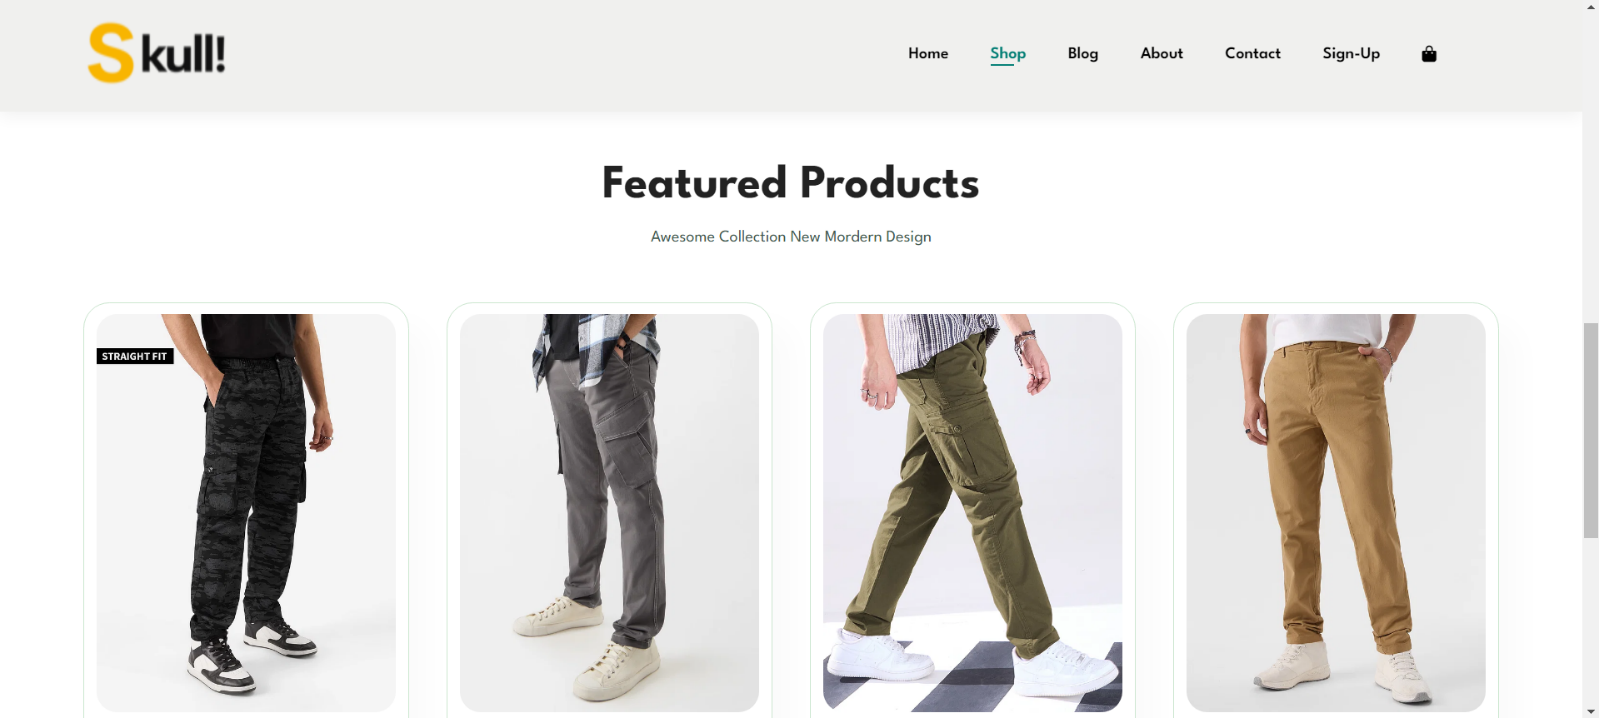 Skull!
Home Shop Blog About Contact Sign-Up
Featured Products
Awesome Collection New Mordern Design
STRAIGHT FIT